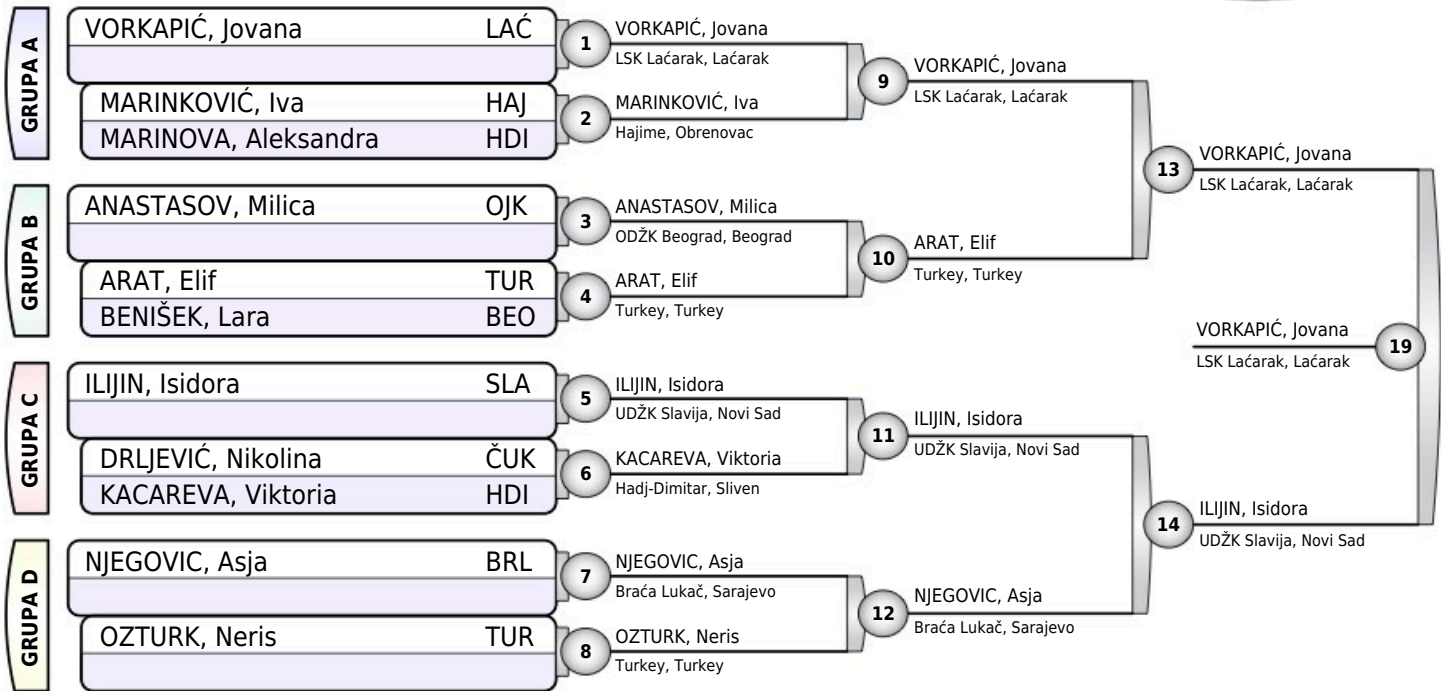 GRUPA A
VORKAPIĆ, Jovana LAĆ
MARINKOVIĆ, Iva HAJ
MARINOVA, Aleksandra HDI
GRUPA B
ANASTASOV, Milica OJK
ARAT, Elif TUR
BENIŠEK, Lara BEO
GRUPA C
ILIJIN, Isidora SLA
DRLJEVIĆ, Nikolina ČUK
KACAREVA, Viktoria HDI
GRUPA D
NJEGOVIC, Asja BRL
OZTURK, Neris TUR
1
VORKAPIĆ, Jovana
LSK Laćarak, Laćarak
2
MARINKOVIĆ, Iva
Hajime, Obrenovac
3
ANASTASOV, Milica
ODŽK Beograd, Beograd
4
ARAT, Elif
Turkey, Turkey
5
ILIJIN, Isidora
UDŽK Slavija, Novi Sad
6
KACAREVA, Viktoria
Hadj-Dimitar, Sliven
7
NJEGOVIC, Asja
Braća Lukač, Sarajevo
8
OZTURK, Neris
Turkey, Turkey
9
VORKAPIĆ, Jovana
LSK Laćarak, Laćarak
10
ARAT, Elif
Turkey, Turkey
11
ILIJIN, Isidora
UDŽK Slavija, Novi Sad
12
NJEGOVIC, Asja
Braća Lukač, Sarajevo
13
VORKAPIĆ, Jovana
LSK Laćarak, Laćarak
14
ILIJIN, Isidora
UDŽK Slavija, Novi Sad
VORKAPIĆ, Jovana
LSK Laćarak, Laćarak
19